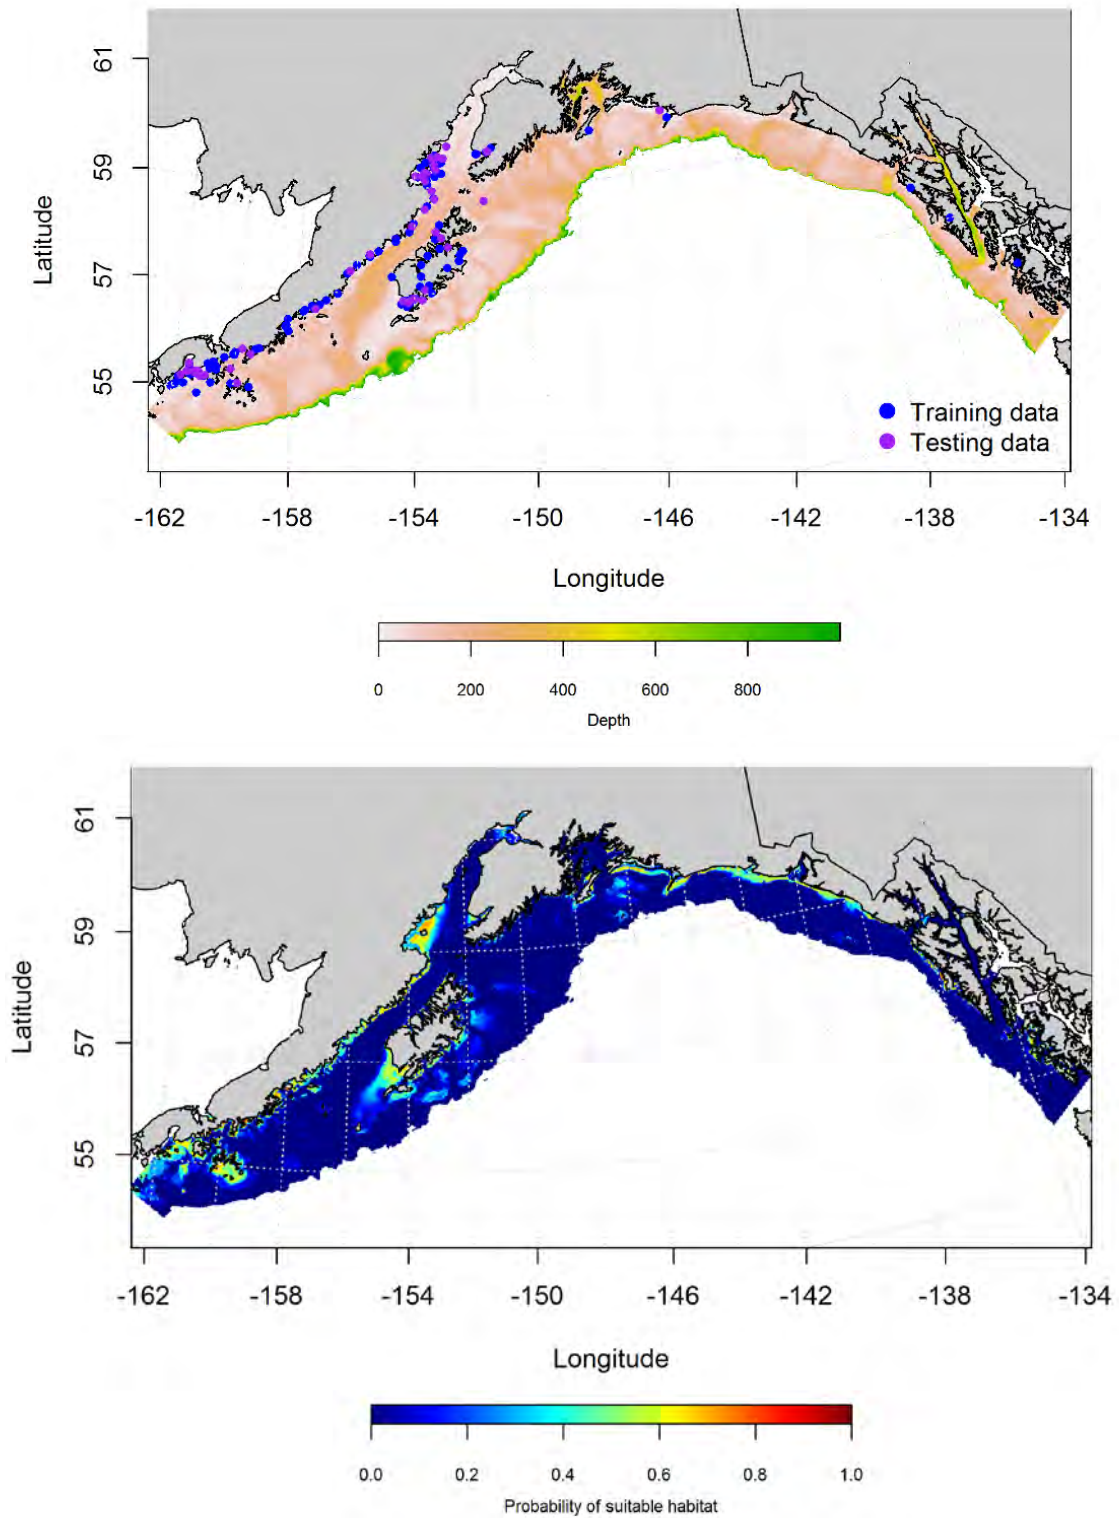 61
59
57
55
Latitude
Training data
Testing data
-162 -158 -154 -150 -146 -142 -138 -134
Longitude
0 200 400 600 800
Depth
61
59
57
55
Latitude
-162 -158 -154 -150 -146 -142 -138 -134
Longitude
0.0 0.2 0.4 0.6 0.8 1.0
Probability of suitable habitat